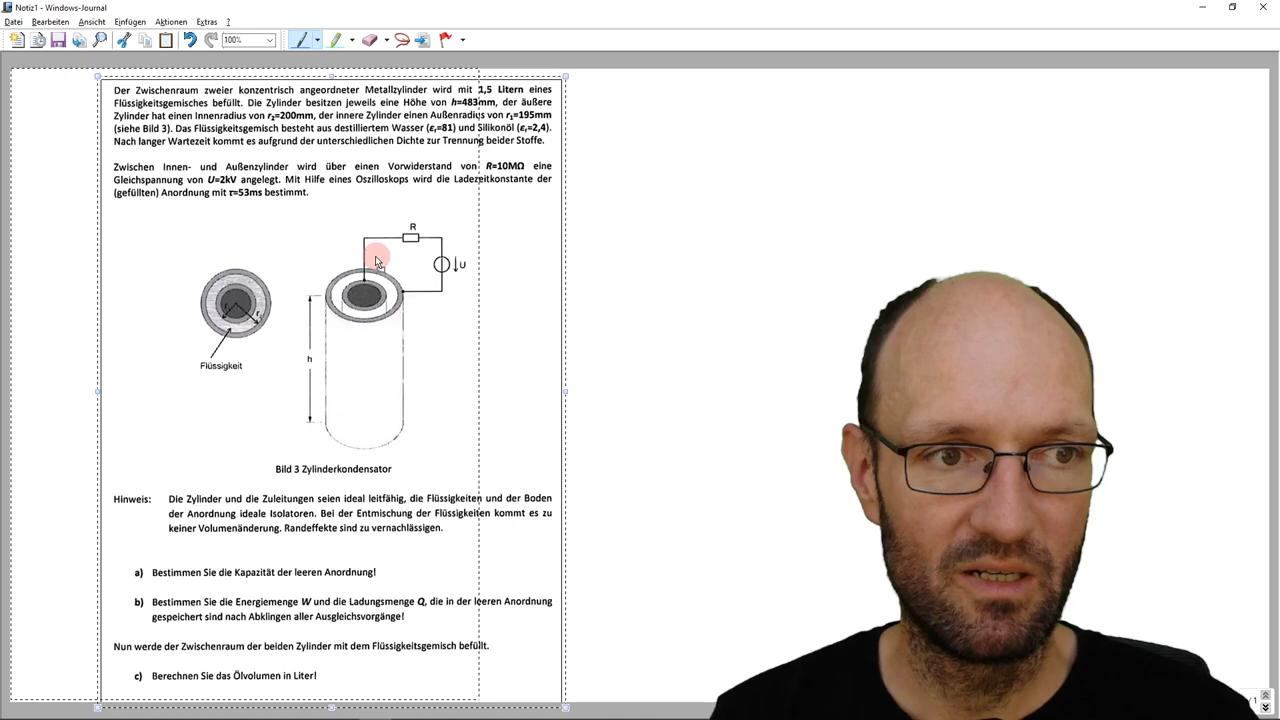 Notiz1 - Windows-Journal
Datei Bearbeiten Ansicht Einfügen Aktionen Extras ?
100%
Der Zwischenraum zweier konzentrisch angeordneter Metallzylinder wird mit 1,5 Litern eines
Flüssigkeitsgemisches befüllt. Die Zylinder besitzen jeweils eine Höhe von h=483mm, der äußere
Zylinder hat einen Innenradius von r₂=200mm, der innere Zylinder einen Außenradius von r₁=195mm
(siehe Bild 3). Das Flüssigkeitsgemisch besteht aus destilliertem Wasser (εᵣ=81) und Silikonöl (εᵣ=2,4).
Nach langer Wartezeit kommt es aufgrund der unterschiedlichen Dichte zur Trennung beider Stoffe.
Zwischen Innen- und Außenzylinder wird über einen Vorwiderstand von R=10MΩ eine
Gleichspannung von U=2kV angelegt. Mit Hilfe eines Oszilloskops wird die Ladezeitkonstante der
(gefüllten) Anordnung mit τ=53ms bestimmt.
R
U
h
Flüssigkeit
Bild 3 Zylinderkondensator
Hinweis: Die Zylinder und die Zuleitungen seien ideal leitfähig, die Flüssigkeiten und der Boden
der Anordnung ideale Isolatoren. Bei der Entmischung der Flüssigkeiten kommt es zu
keiner Volumenänderung. Randeffekte sind zu vernachlässigen.
a) Bestimmen Sie die Kapazität der leeren Anordnung!
b) Bestimmen Sie die Energiemenge W und die Ladungsmenge Q, die in der leeren Anordnung
gespeichert sind nach Abklingen aller Ausgleichsvorgänge!
Nun werde der Zwischenraum der beiden Zylinder mit dem Flüssigkeitsgemisch befüllt.
c) Berechnen Sie das Ölvolumen in Liter!
/ 1